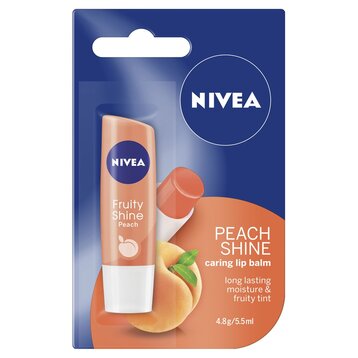 NIVEA
NIVEA
Fruity
Shine
Peach
PEACH
SHINE
caring lip balm
long lasting
moisture &
fruity tint
4.8g/5.5ml